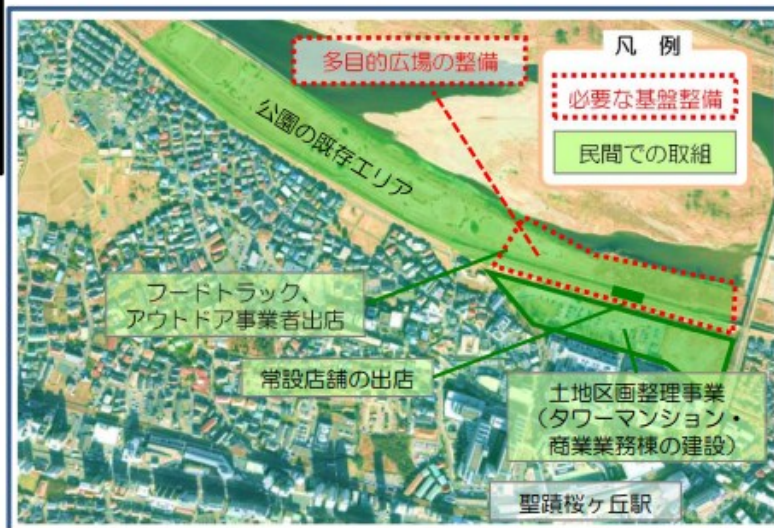 多目的広場の整備
凡 例
必要な基盤整備
民間での取組
公園の既存エリア
フードトラック、
アウトドア事業者出店
常設店舗の出店
土地区画整理事業
（タワーマンション・
商業業務棟の建設）
聖蹟桜ヶ丘駅